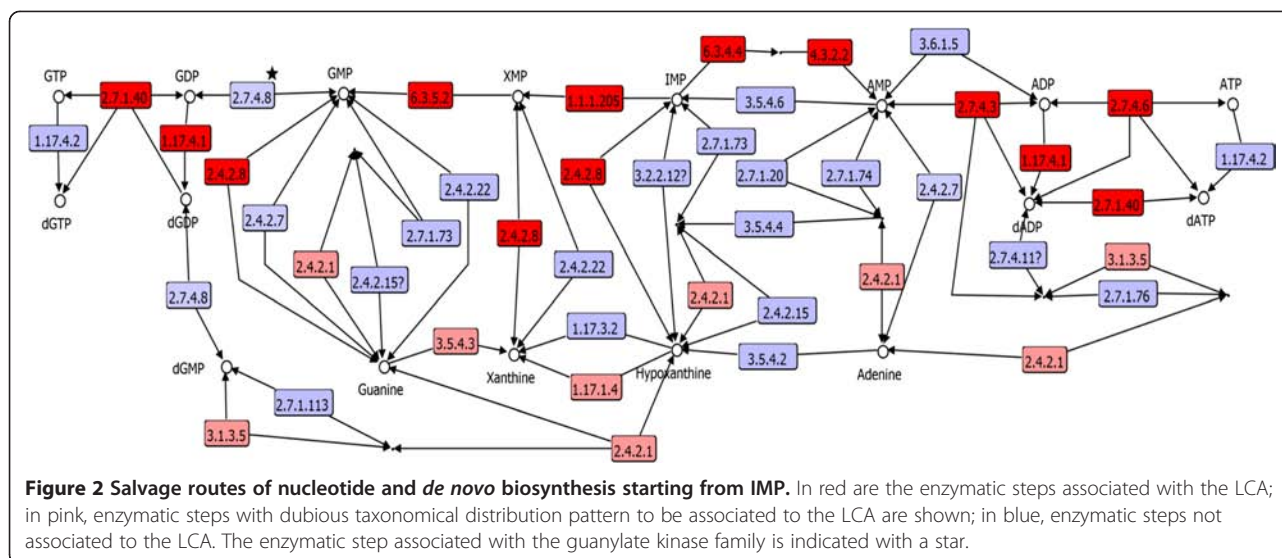 6.3.4.4
4.3.2.2
3.6.1.5
★
GTP
GDP
GMP
XMP
IMP
AMP
ADP
ATP
2.7.1.40
2.7.4.8
6.3.5.2
1.1.1.205
3.5.4.6
2.7.4.3
2.7.4.6
1.17.4.2
1.17.4.1
2.7.1.73
1.17.4.1
1.17.4.2
2.4.2.8
2.4.2.22
2.4.2.8
3.2.2.12?
2.7.1.20
2.7.1.74
2.4.2.7
dGTP
dGDP
2.4.2.7
2.7.1.73
2.4.2.8
3.5.4.4
2.7.1.40
dADP
dATP
2.4.2.1
2.4.2.15?
2.4.2.22
2.4.2.1
2.4.2.1
2.7.4.11?
3.1.3.5
2.7.4.8
2.4.2.15
2.7.1.76
3.5.4.3
1.17.3.2
3.5.4.2
2.4.2.1
dGMP
Guanine
Xanthine
Hypoxanthine
Adenine
1.17.1.4
2.7.1.113
3.1.3.5
2.4.2.1
Figure 2 Salvage routes of nucleotide and de novo biosynthesis starting from IMP. In red are the enzymatic steps associated with the LCA;
in pink, enzymatic steps with dubious taxonomical distribution pattern to be associated to the LCA are shown; in blue, enzymatic steps not
associated to the LCA. The enzymatic step associated with the guanylate kinase family is indicated with a star.